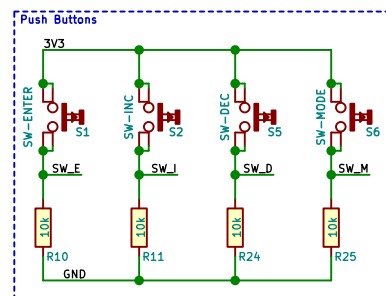 Push Buttons
3V3
SW-ENTER
S1
SW-INC
S2
SW-DEC
S5
SW-MODE
S6
SW_E
SW_I
SW_D
SW_M
10k
10k
10k
10k
R10
R11
R24
R25
GND